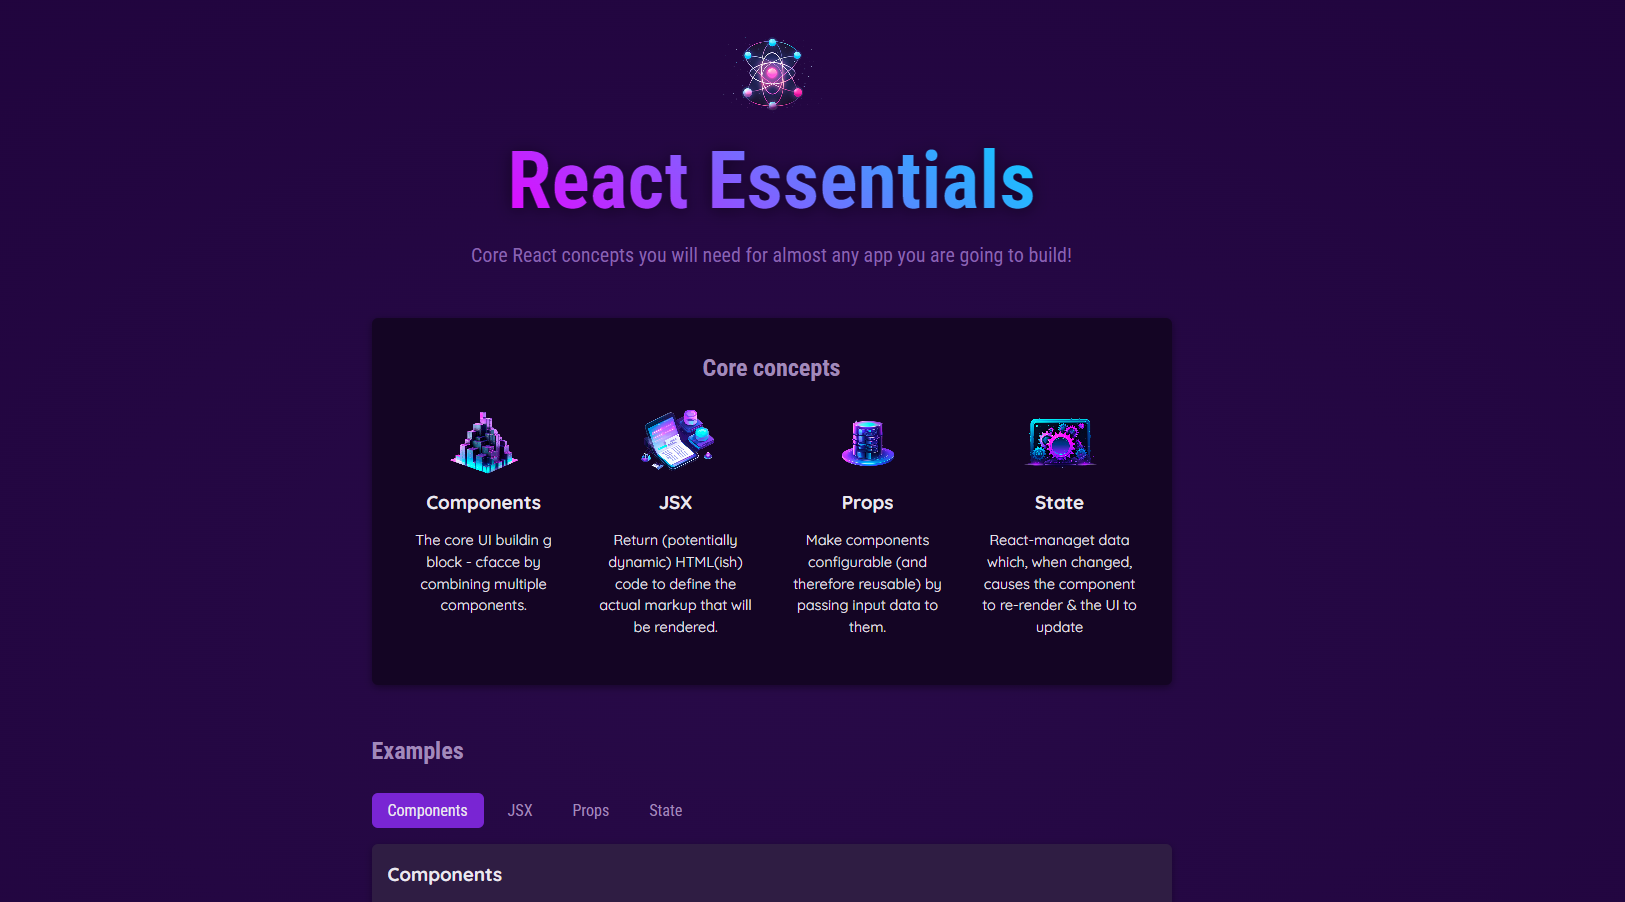 React Essentials
Core React concepts you will need for almost any app you are going to build!
Core concepts
Components
The core UI buildin g
block - cfacce by
combining multiple
components.
JSX
Return (potentially
dynamic) HTML(ish)
code to define the
actual markup that will
be rendered.
Props
Make components
configurable (and
therefore reusable) by
passing input data to
them.
State
React-managet data
which, when changed,
causes the component
to re-render & the UI to
update
Examples
Components JSX Props State
Components